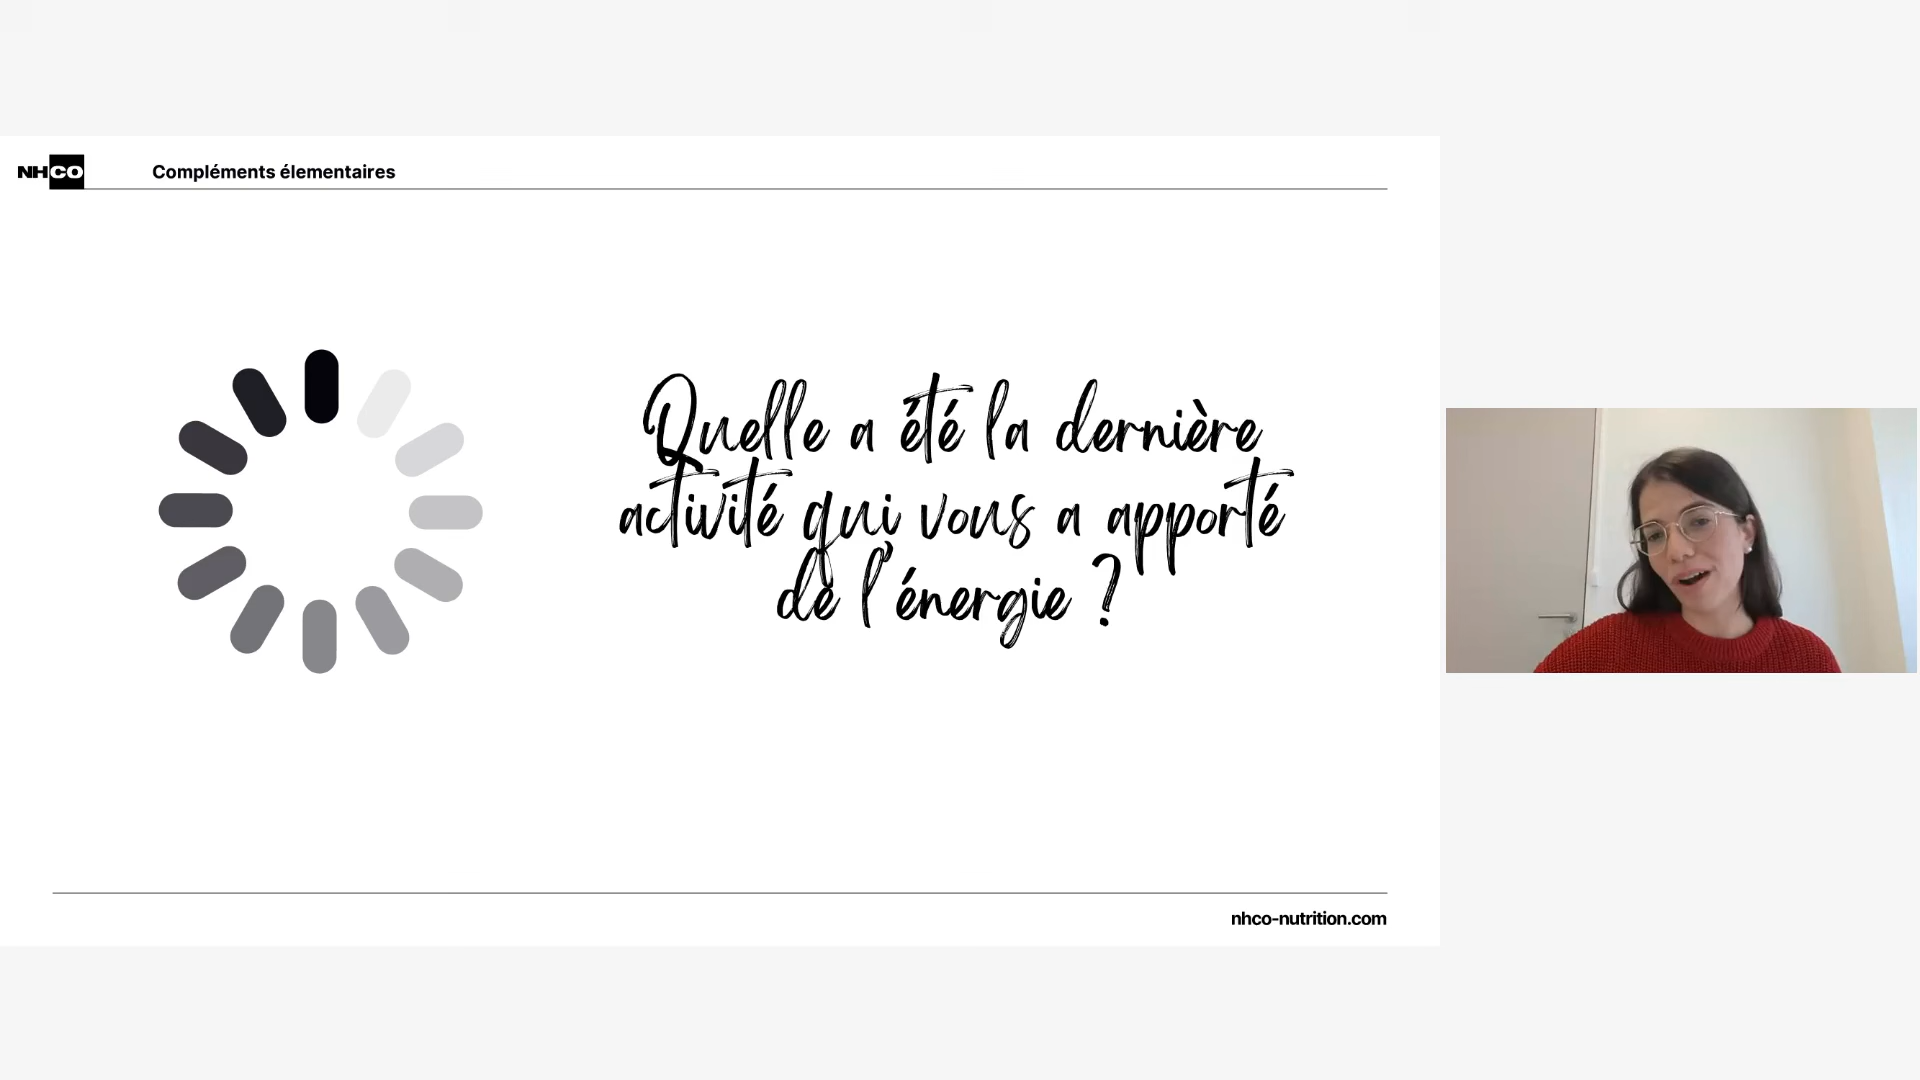 NHCO
Compléments élementaires
Quelle a été la dernière
activité qui vous a apporté
de l'énergie ?
nhco-nutrition.com